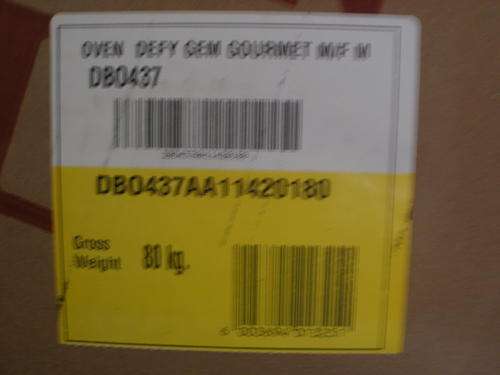 OVEN DEFY GEM GOURMET M/F M
DBO437
DBO437AA11420180
Gross
Weight 80 kg.